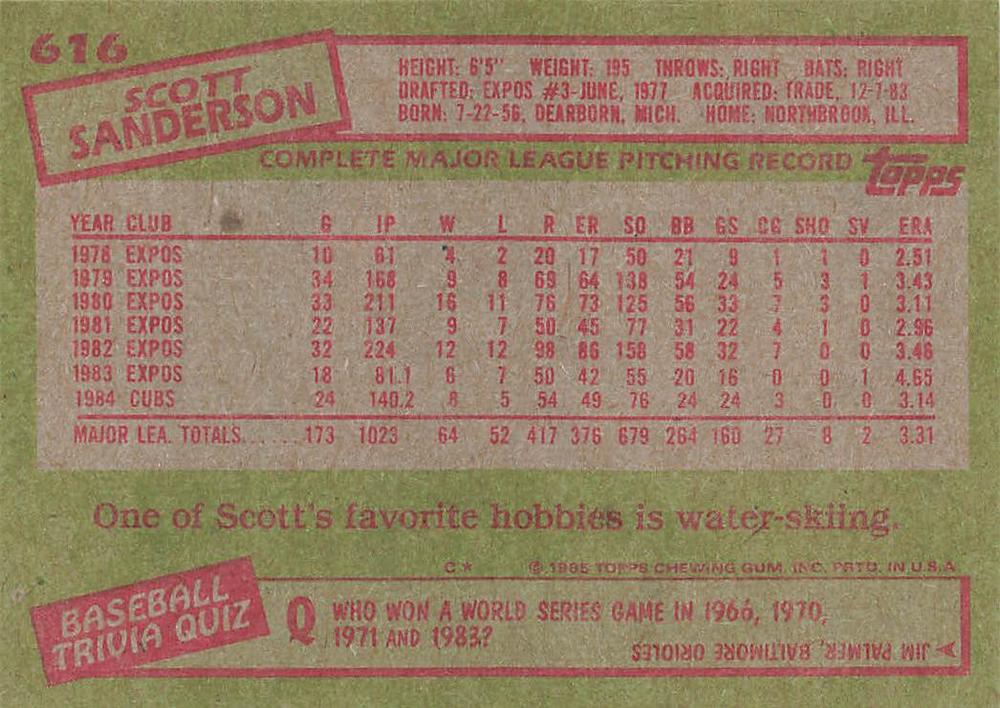 616
SCOTT
SANDERSON
HEIGHT: 6'5" WEIGHT: 195 THROWS: RIGHT BATS: RIGHT
DRAFTED: EXPOS #3-JUNE, 1977 ACQUIRED: TRADE, 12-7-83
BORN: 7-22-56, DEARBORN, MICH. HOME: NORTHBROOK, ILL.
COMPLETE MAJOR LEAGUE PITCHING RECORD topps
YEAR CLUB G IP W L R ER SO BB GS CG SHO SV ERA
1978 EXPOS 10 61 4 2 20 17 50 21 9 1 1 0 2.51
1979 EXPOS 34 168 9 8 69 64 138 54 24 5 3 1 3.43
1980 EXPOS 33 211 16 11 76 73 125 56 33 7 3 0 3.11
1981 EXPOS 22 137 9 7 50 45 77 31 22 4 1 0 2.96
1982 EXPOS 32 224 12 12 98 86 158 58 32 7 0 0 3.46
1983 EXPOS 18 81.1 6 7 50 42 55 20 16 0 0 1 4.65
1984 CUBS 24 140.2 8 5 54 49 76 24 24 3 0 0 3.14
MAJOR LEA. TOTALS...... 173 1023 64 52 417 376 679 264 160 27 8 2 3.31
One of Scott's favorite hobbies is water-skiing.
C* © 1985 TOPPS CHEWING GUM, INC. PRTD. IN U.S.A.
BASEBALL
TRIVIA QUIZ
Q WHO WON A WORLD SERIES GAME IN 1966, 1970,
1971 AND 1983?
A JIM PALMER, BALTIMORE ORIOLES